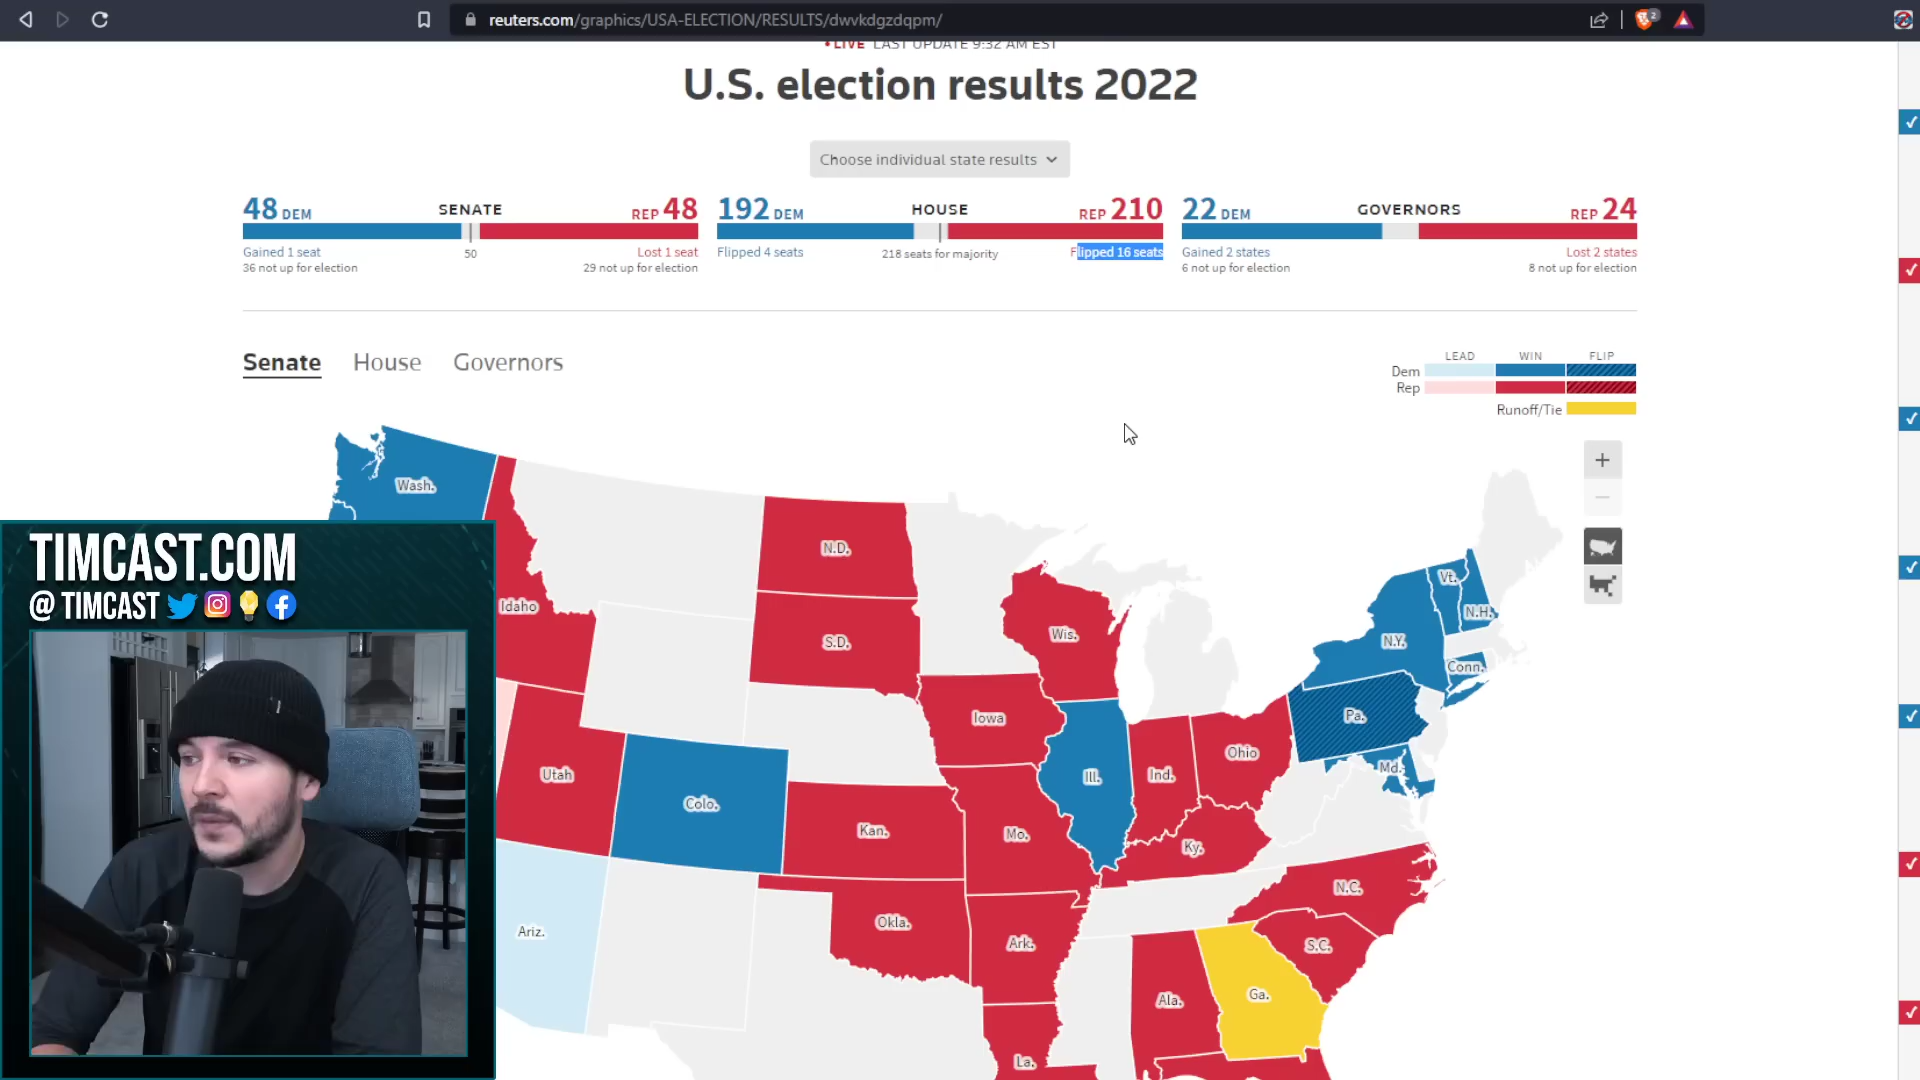 reuters.com/graphics/USA-ELECTION/RESULTS/dwvkdgzdqpm/
2
• LIVE LAST UPDATE 9:32 AM EST
U.S. election results 2022
Choose individual state results
48 DEM SENATE REP 48
Gained 1 seat 50 Lost 1 seat
36 not up for election 29 not up for election
192 DEM HOUSE REP 210
Flipped 4 seats 218 seats for majority Flipped 16 seats
22 DEM GOVERNORS REP 24
Gained 2 states Lost 2 states
6 not up for election 8 not up for election
Senate House Governors
LEAD WIN FLIP
Dem
Rep
Runoff/Tie
+
−
Wash.
N.D.
Idaho
S.D.
Wis.
Vt.
N.H.
N.Y.
Conn.
Iowa
Pa.
Utah
Colo.
Ill.
Ind.
Ohio
Md.
Kan.
Mo.
Ky.
N.C.
Ariz.
Okla.
Ark.
S.C.
Ala.
Ga.
La.
TIMCAST.COM
@ TIMCAST